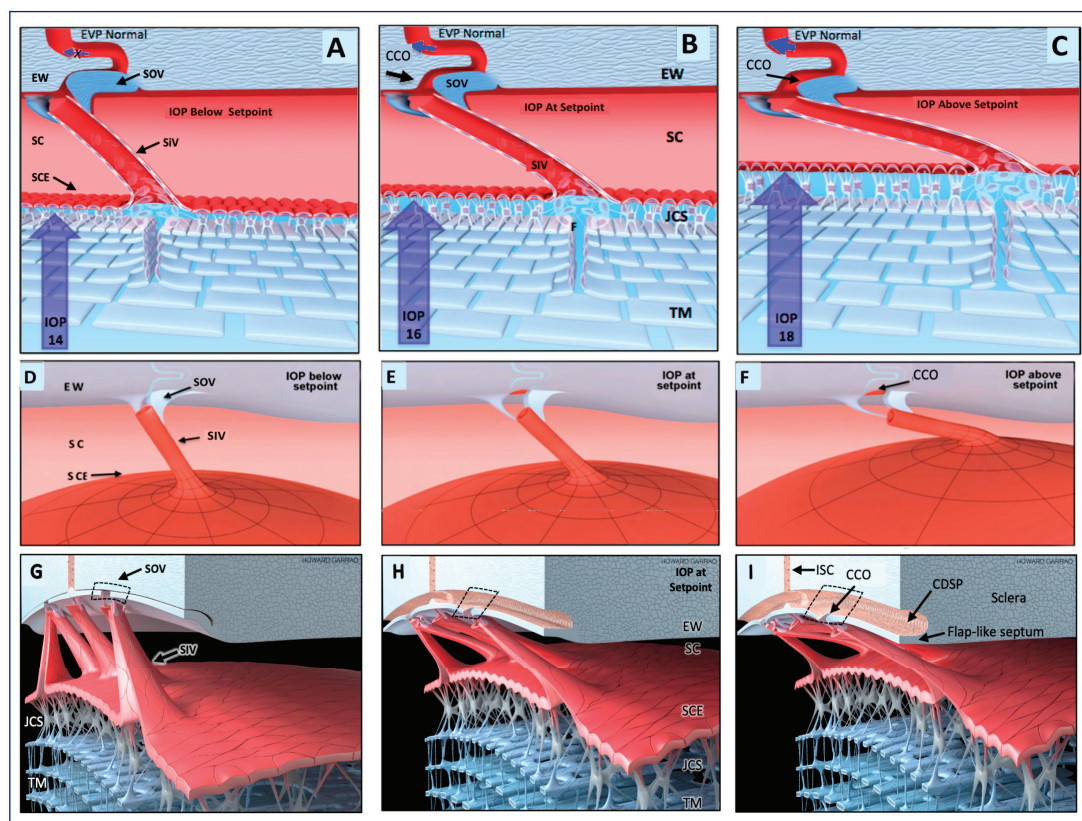 A
EVP Normal
X
EW
SOV
IOP Below Setpoint
SC
SiV
SCE
IOP
14
B
EVP Normal
CCO
SOV
EW
IOP At Setpoint
SC
SIV
JCS
F
IOP
16
TM
C
EVP Normal
CCO
IOP Above Setpoint
IOP
18
D
IOP below
setpoint
EW
SOV
SC
SIV
SCE
E
IOP at
setpoint
F
IOP above
setpoint
CCO
G
SOV
SIV
JCS
TM
H
HOWARD GARRAO
IOP at
Setpoint
EW
SC
SCE
JCS
TM
I
HOWARD GARRAO
ISC
CCO
CDSP
Sclera
Flap-like septum